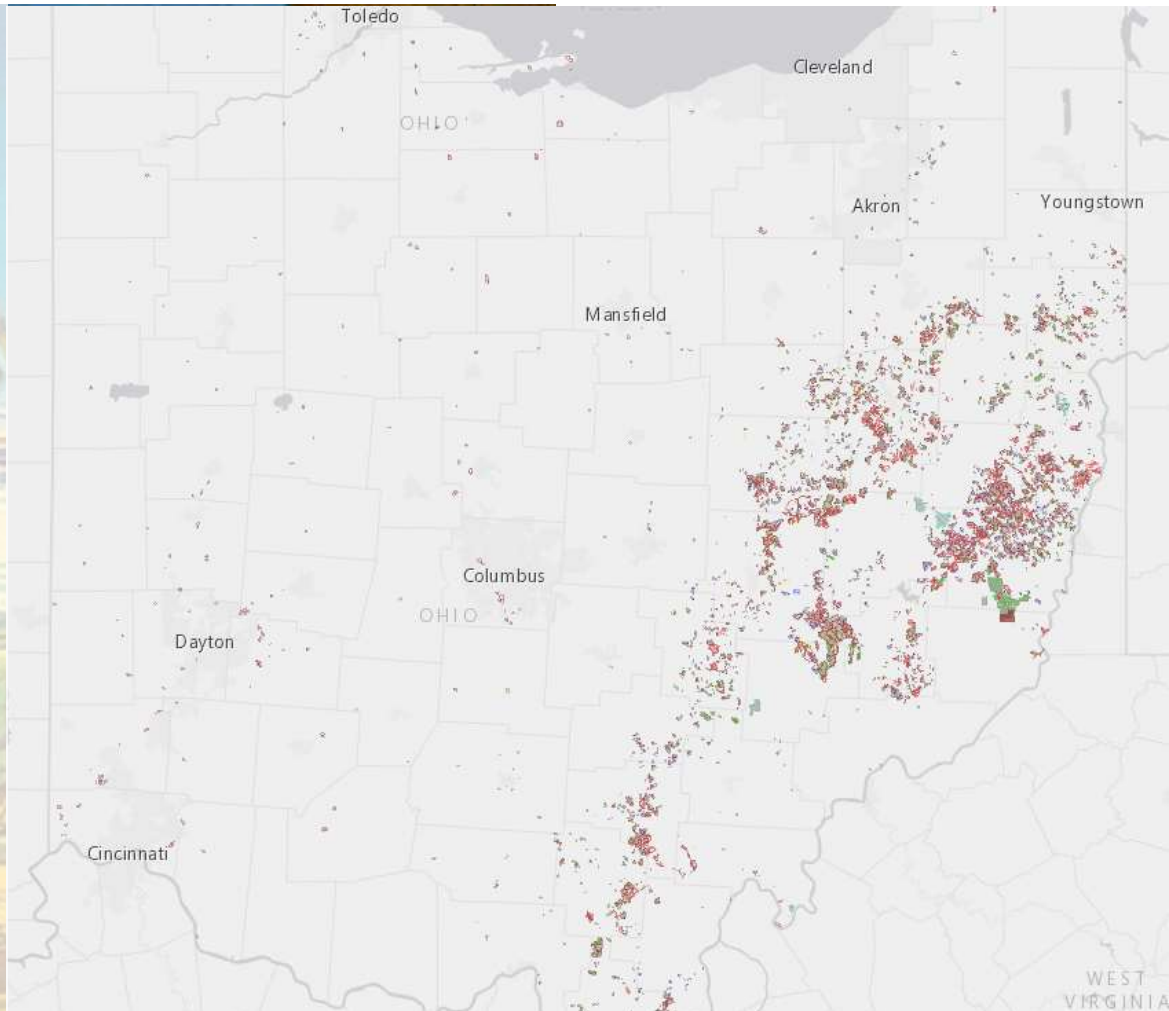 Toledo
Cleveland
OHIO
Akron
Youngstown
Mansfield
Columbus
OHIO
Dayton
Cincinnati
WEST
VIRGINIA